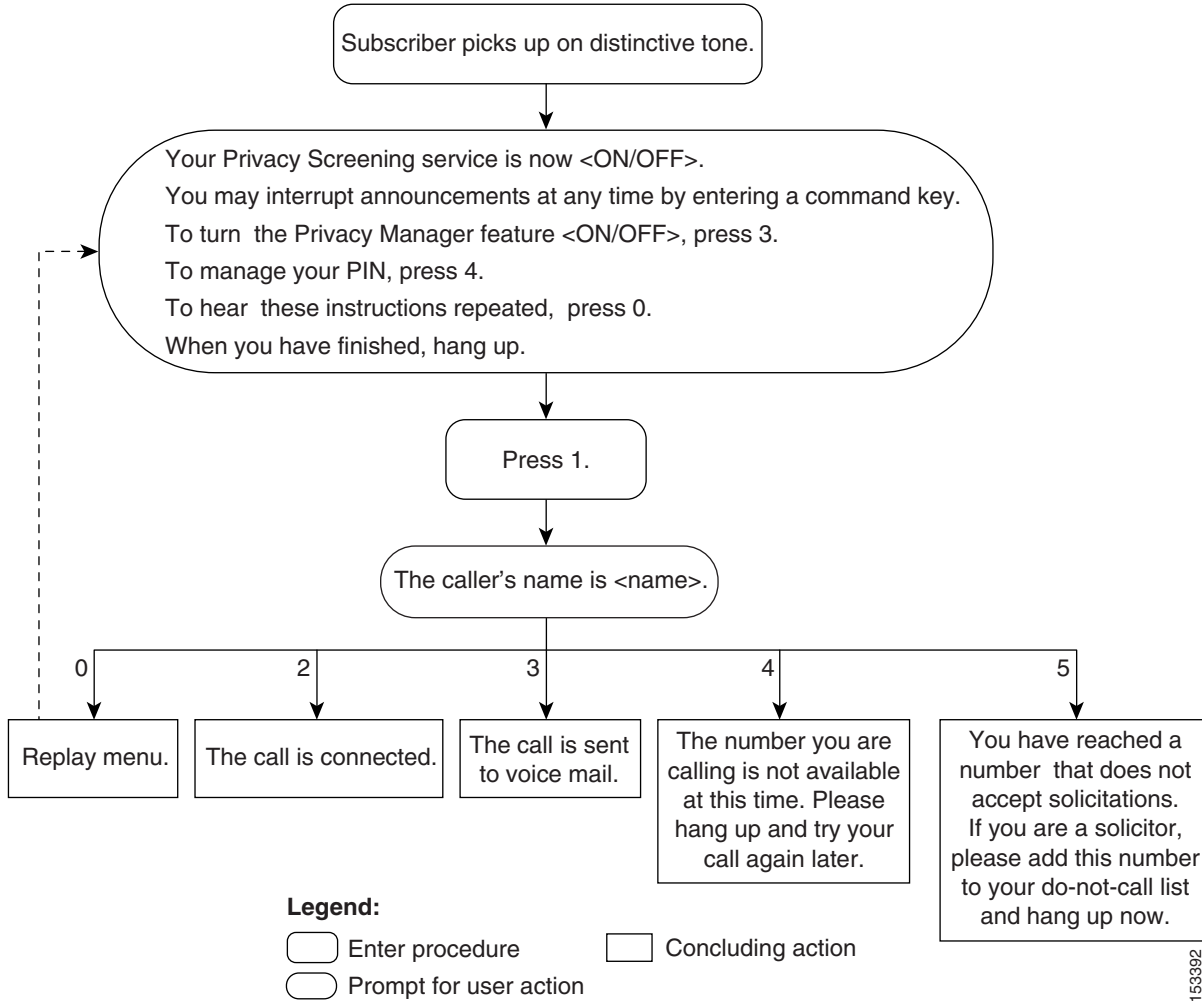 Subscriber picks up on distinctive tone.
Your Privacy Screening service is now <ON/OFF>.
You may interrupt announcements at any time by entering a command key.
To turn the Privacy Manager feature <ON/OFF>, press 3.
To manage your PIN, press 4.
To hear these instructions repeated, press 0.
When you have finished, hang up.
Press 1.
The caller's name is <name>.
0
2
3
4
5
Replay menu.
The call is connected.
The call is sent
to voice mail.
The number you are
calling is not available
at this time. Please
hang up and try your
call again later.
You have reached a
number that does not
accept solicitations.
If you are a solicitor,
please add this number
to your do-not-call list
and hang up now.
Legend:
Enter procedure
Concluding action
Prompt for user action
153392